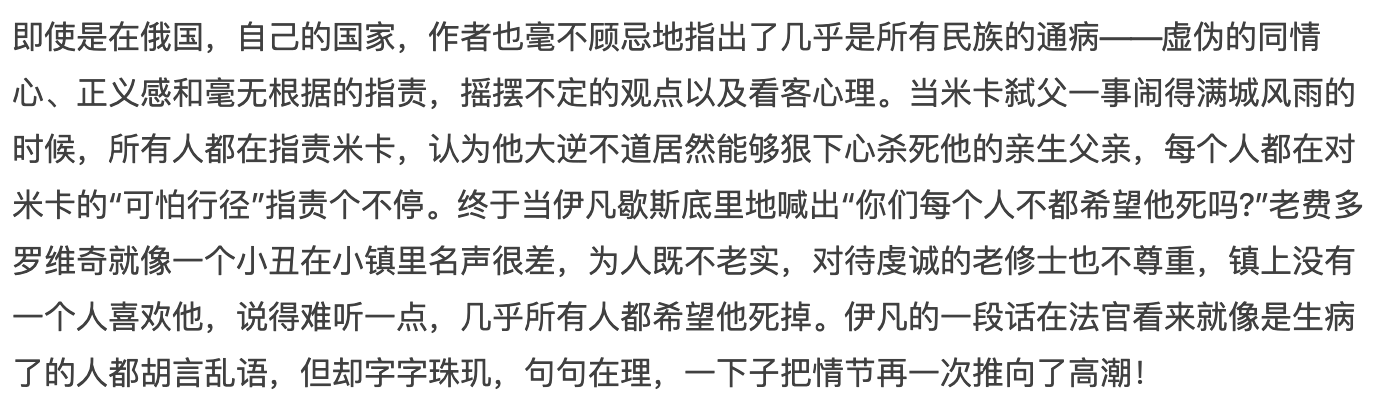 即使是在俄国，自己的国家，作者也毫不顾忌地指出了几乎是所有民族的通病——虚伪的同情
心、正义感和毫无根据的指责，摇摆不定的观点以及看客心理。当米卡弑父一事闹得满城风雨的
时候，所有人都在指责米卡，认为他大逆不道居然能够狠下心杀死他的亲生父亲，每个人都在对
米卡的“可怕行径”指责个不停。终于当伊凡歇斯底里地喊出“你们每个人不都希望他死吗?”老费多
罗维奇就像一个小丑在小镇里名声很差，为人既不老实，对待虔诚的老修士也不尊重，镇上没有
一个人喜欢他，说得难听一点，几乎所有人都希望他死掉。伊凡的一段话在法官看来就像是生病
了的人都胡言乱语，但却字字珠玑，句句在理，一下子把情节再一次推向了高潮！